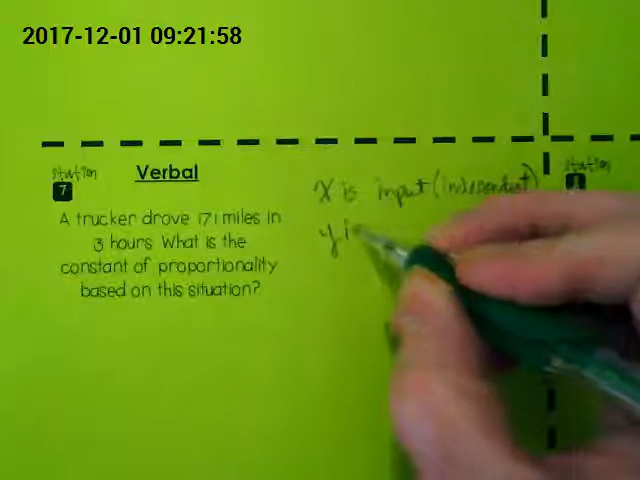 2017-12-01 09:21:58
station
7
Verbal
A trucker drove 171 miles in
3 hours What is the
constant of proportionality
based on this situation?
x is input (independent)
y is
station